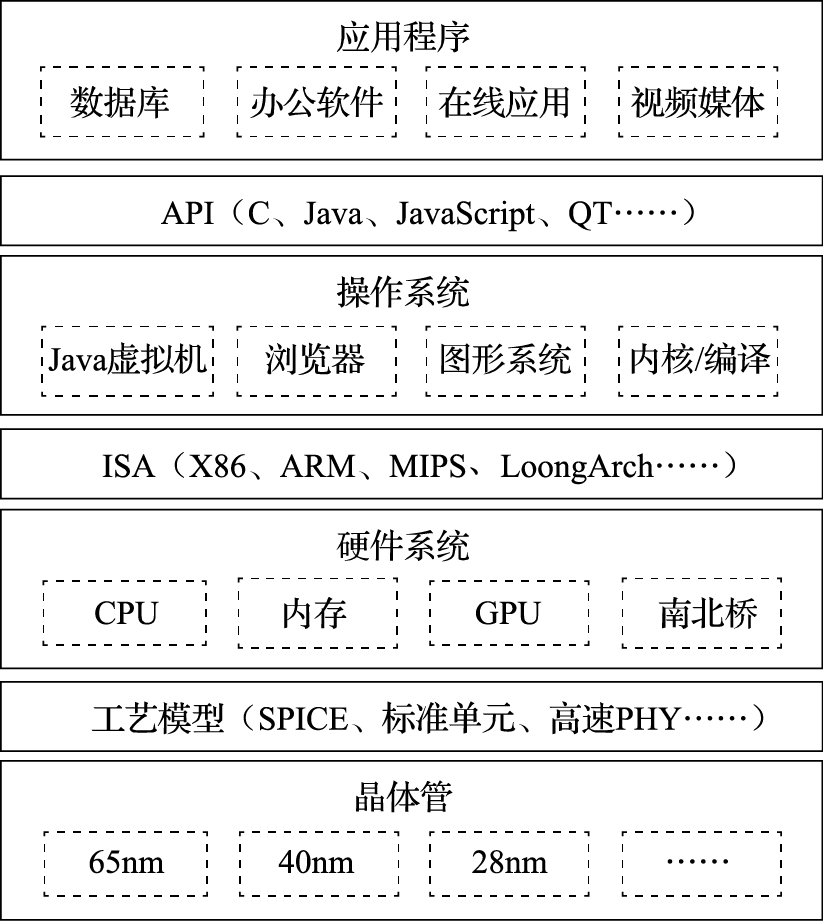 应用程序
数据库 办公软件 在线应用 视频媒体
API（C、Java、JavaScript、QT……）
操作系统
Java虚拟机 浏览器 图形系统 内核/编译
ISA（X86、ARM、MIPS、LoongArch……）
硬件系统
CPU 内存 GPU 南北桥
工艺模型（SPICE、标准单元、高速PHY……）
晶体管
65nm 40nm 28nm ……